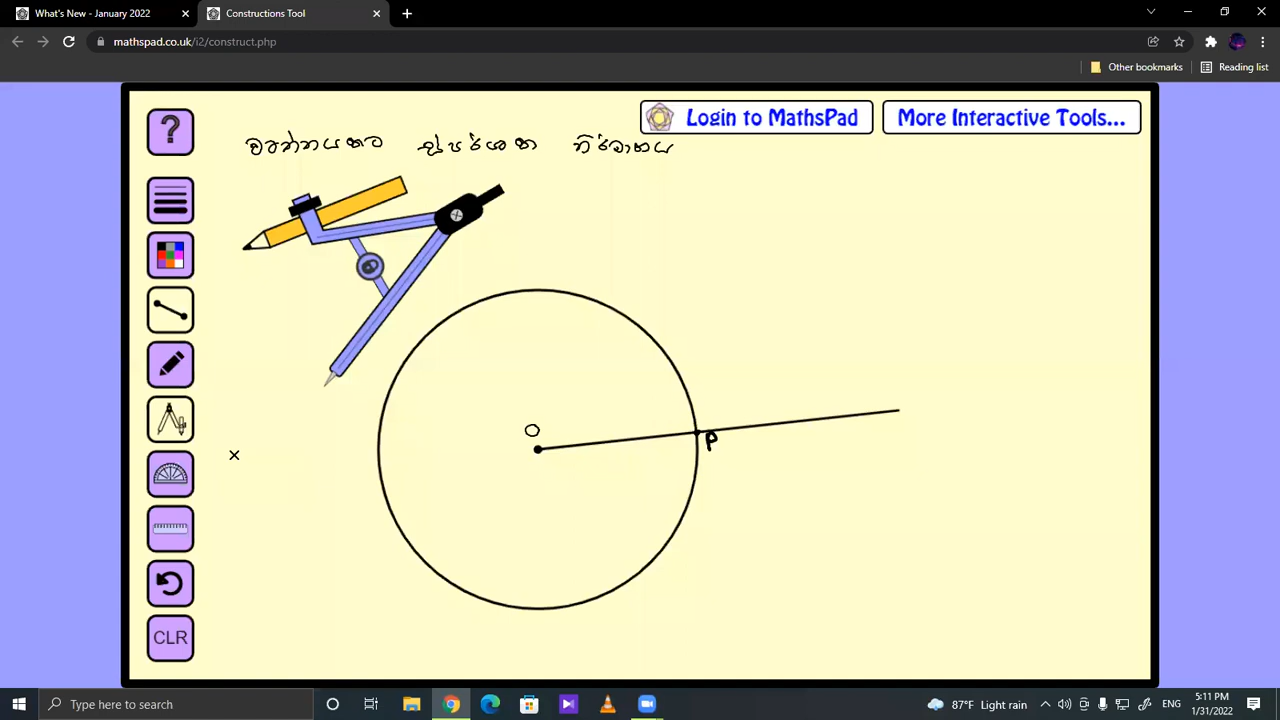 What's New - January 2022
Constructions Tool
mathspad.co.uk/i2/construct.php
Other bookmarks
Reading list
Login to MathsPad
More Interactive Tools...
?
වෘත්තයකට ස්පර්ශක නිර්මාණය
O
P
×
CLR
Type here to search
87°F Light rain
ENG
5:11 PM
1/31/2022